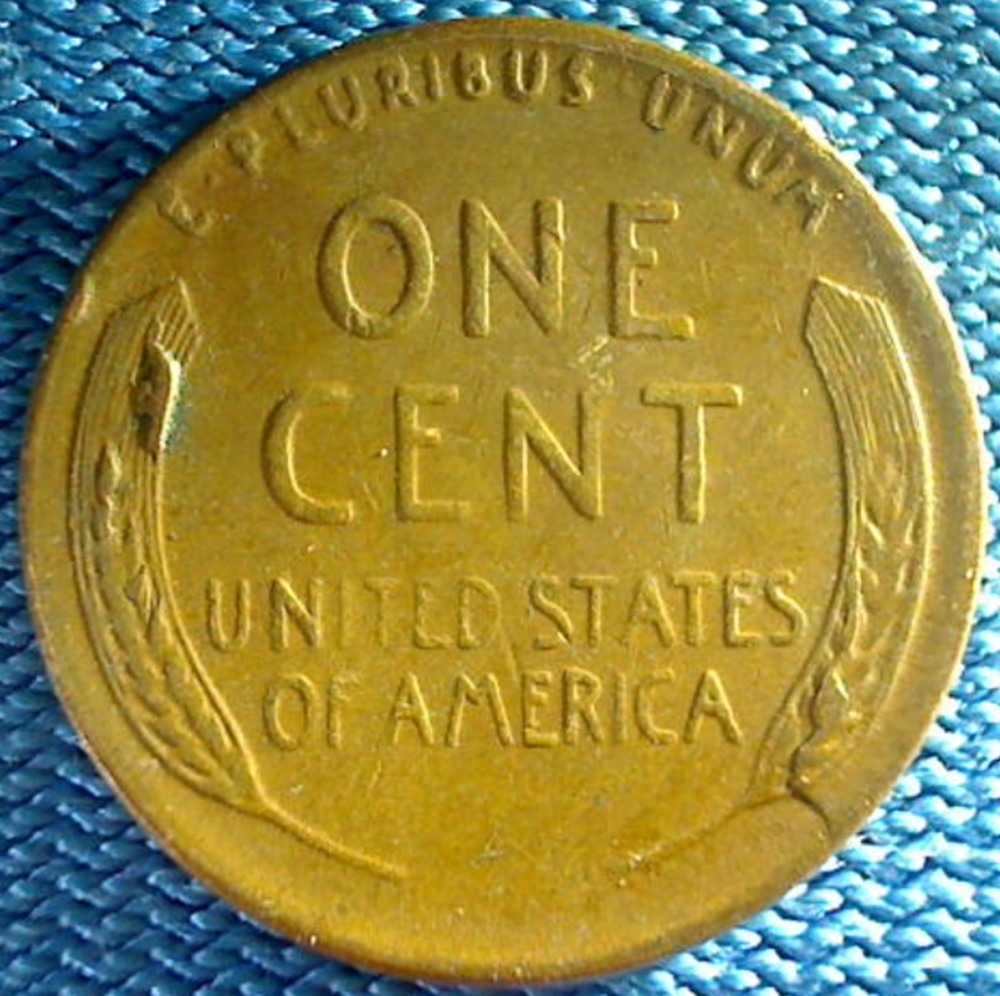 E·PLURIBUS UNUM
ONE
CENT
UNITED STATES
OF AMERICA